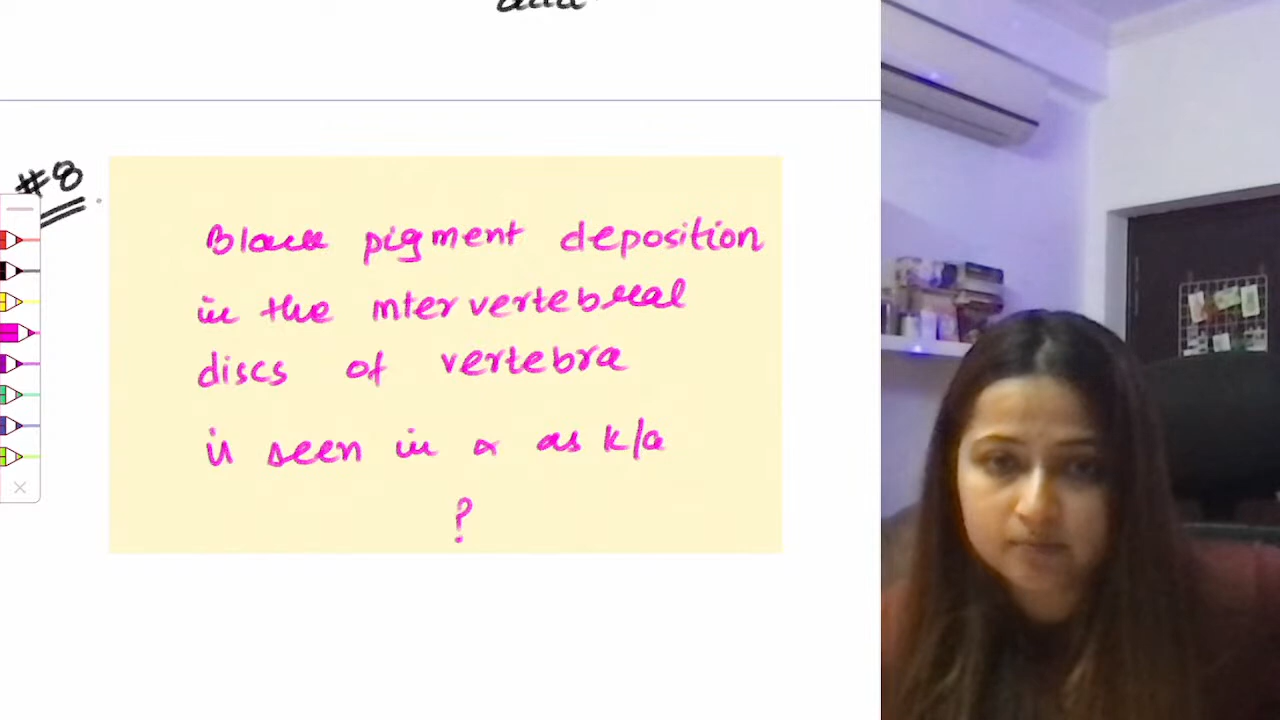 #8
Black pigment deposition
in the intervertebral
discs of vertebra
is seen in & as k/a
?